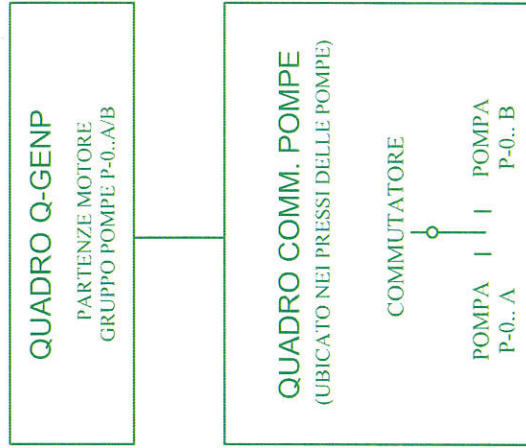 QUADRO Q-GENP
PARTENZE MOTORE
GRUPPO POMPE P-0..A/B
QUADRO COMM. POMPE
(UBICATO NEI PRESSI DELLE POMPE)
COMMUTATORE
POMPA
P-0.. A
POMPA
P-0.. B